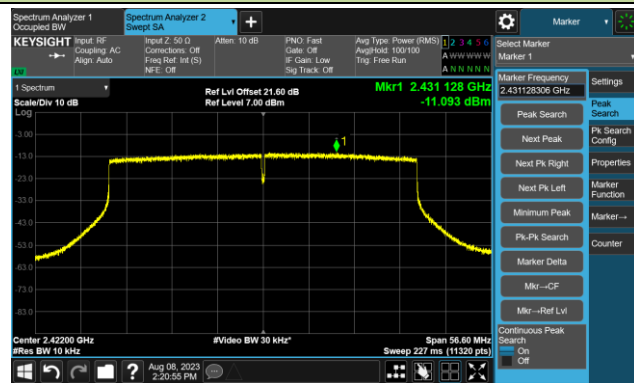 Spectrum Analyzer 1
Occupied BW
Spectrum Analyzer 2
Swept SA
Marker
KEYSIGHT
Input: RF
Coupling: AC
Align: Auto
Input Z: 50 Ω
Corrections: Off
Freq Ref: Int (S)
NFE: Off
Atten: 10 dB
PNO: Fast
Gate: Off
IF Gain: Low
Sig Track: Off
Avg Type: Power (RMS)
Avg|Hold: 100/100
Trig: Free Run
1 2 3 4 5 6
A W W W W W
A N N N N N
Select Marker
Marker 1
1 Spectrum
Scale/Div 10 dB
Log
Ref Lvl Offset 21.60 dB
Ref Level 7.00 dBm
Mkr1 2.431 128 GHz
-11.093 dBm
1
-3.00
-13.0
-23.0
-33.0
-43.0
-53.0
-63.0
-73.0
-83.0
Center 2.42200 GHz
#Res BW 10 kHz
#Video BW 30 kHz*
Span 56.60 MHz
Sweep 227 ms (11320 pts)
Marker Frequency
2.431128306 GHz
Peak Search
Next Peak
Next Pk Right
Next Pk Left
Minimum Peak
Pk-Pk Search
Marker Delta
Mkr→CF
Mkr→Ref Lvl
Continuous Peak
Search
On
Off
Settings
Peak
Search
Pk Search
Config
Properties
Marker
Function
Marker→
Counter
?
Aug 08, 2023
2:20:55 PM